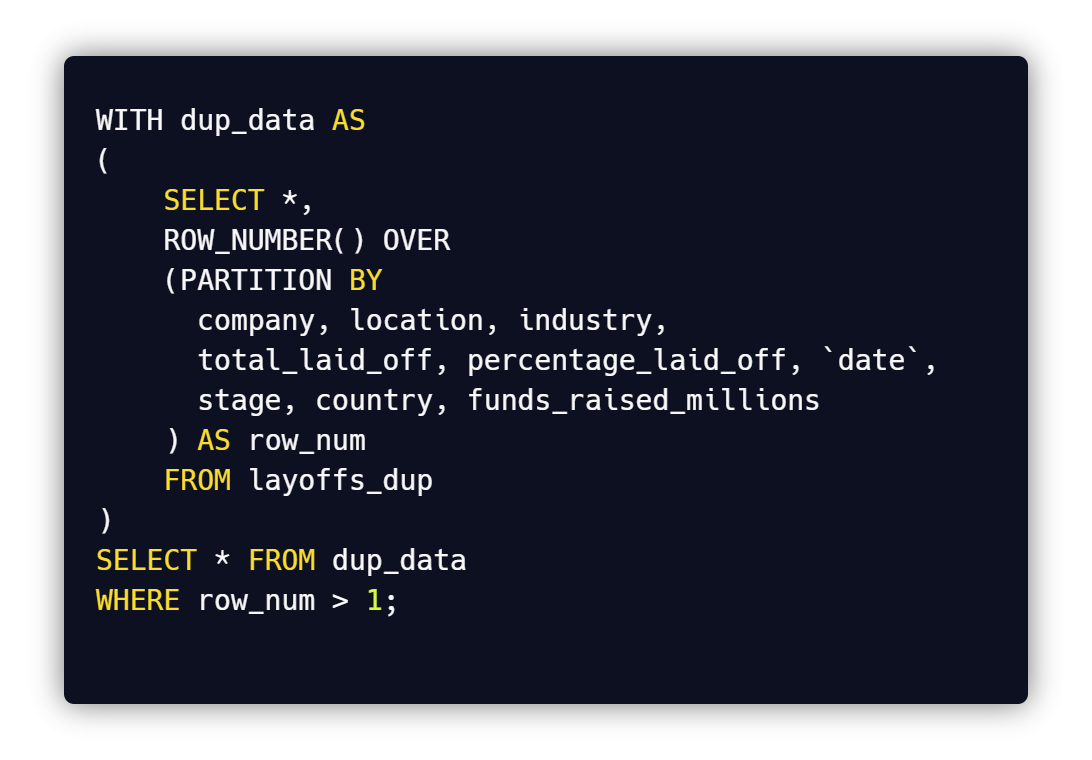 WITH dup_data AS
(
    SELECT *,
    ROW_NUMBER() OVER
    (PARTITION BY
      company, location, industry,
      total_laid_off, percentage_laid_off, `date`,
      stage, country, funds_raised_millions
    ) AS row_num
    FROM layoffs_dup
)
SELECT * FROM dup_data
WHERE row_num > 1;